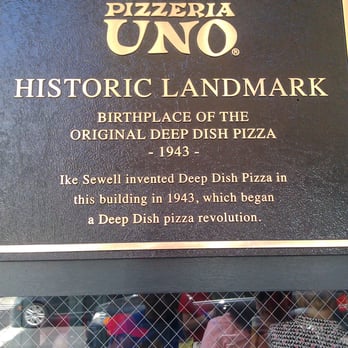 PIZZERIA
UNO®
HISTORIC LANDMARK
BIRTHPLACE OF THE
ORIGINAL DEEP DISH PIZZA
- 1943 -
Ike Sewell invented Deep Dish Pizza in
this building in 1943, which began
a Deep Dish pizza revolution.